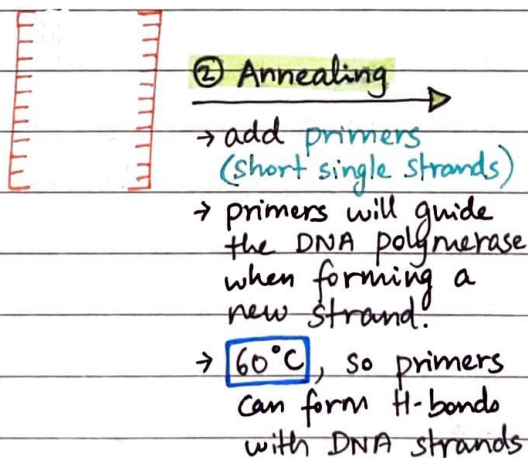 ② Annealing
→ add primers
(short single strands)
→ primers will guide
the DNA polymerase
when forming a
new strand.
→ 60°C, so primers
can form H-bonds
with DNA strands